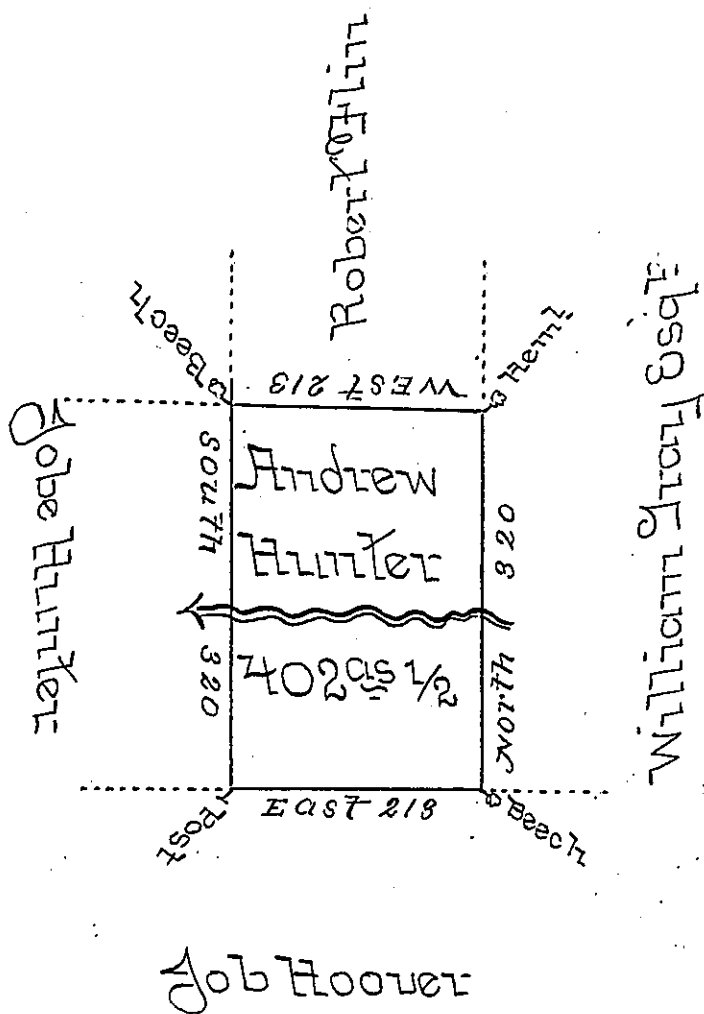 Robert Flin
Beech
Heml
WEST 213
Jobe Hunter
William Gray Esqr
SOUTH 320
Andrew
Hunter
North 320
402as 1/2
Post
EAST 213
Beech
Job Hoover